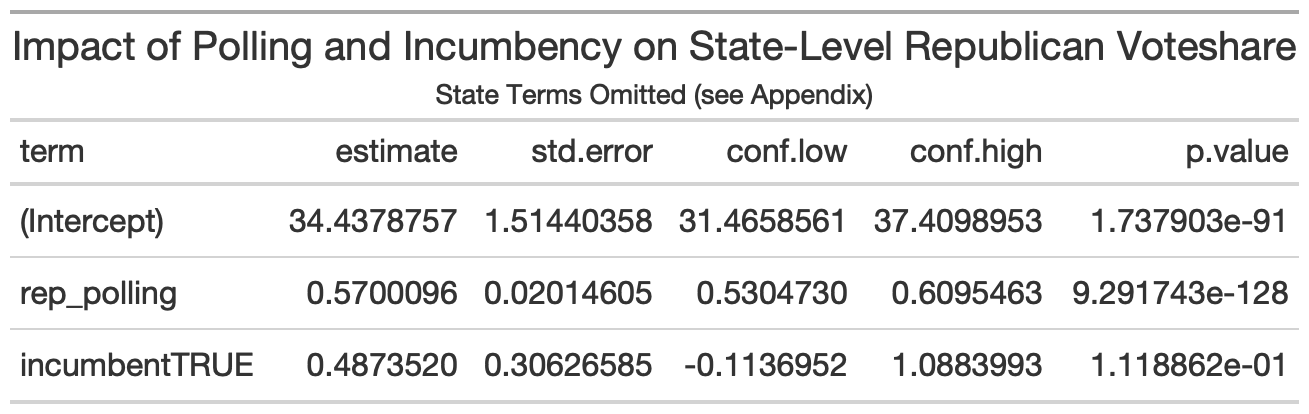 Impact of Polling and Incumbency on State-Level Republican Voteshare
State Terms Omitted (see Appendix)
term estimate std.error conf.low conf.high p.value
(Intercept) 34.4378757 1.51440358 31.4658561 37.4098953 1.737903e-91
rep_polling 0.5700096 0.02014605 0.5304730 0.6095463 9.291743e-128
incumbentTRUE 0.4873520 0.30626585 -0.1136952 1.0883993 1.118862e-01